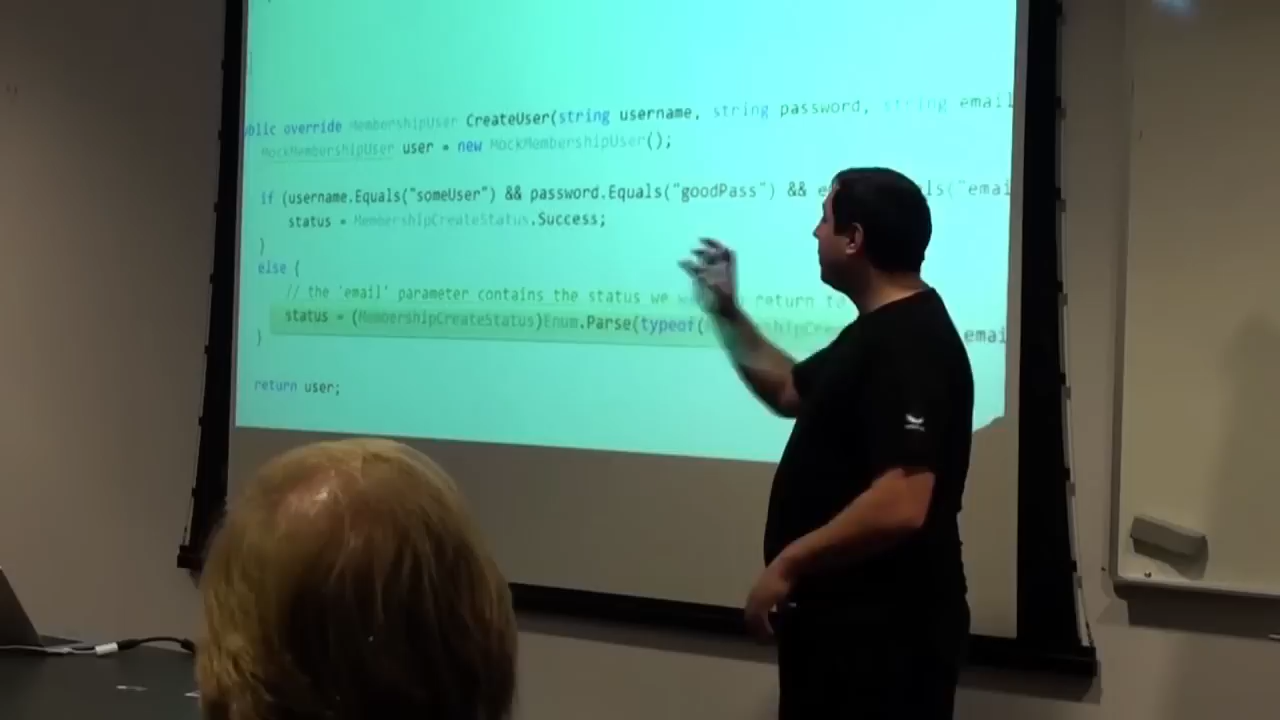 override MembershipUser CreateUser(string username, string password, string email
MockMembershipUser user = new MockMembershipUser();
if (username.Equals("someUser") && password.Equals("goodPass") &&
status = MembershipCreateStatus.Success;
}
else {
// the 'email' parameter contains the status we return to
status = (MembershipCreateStatus)Enum.Parse(typeof(
}
return user;